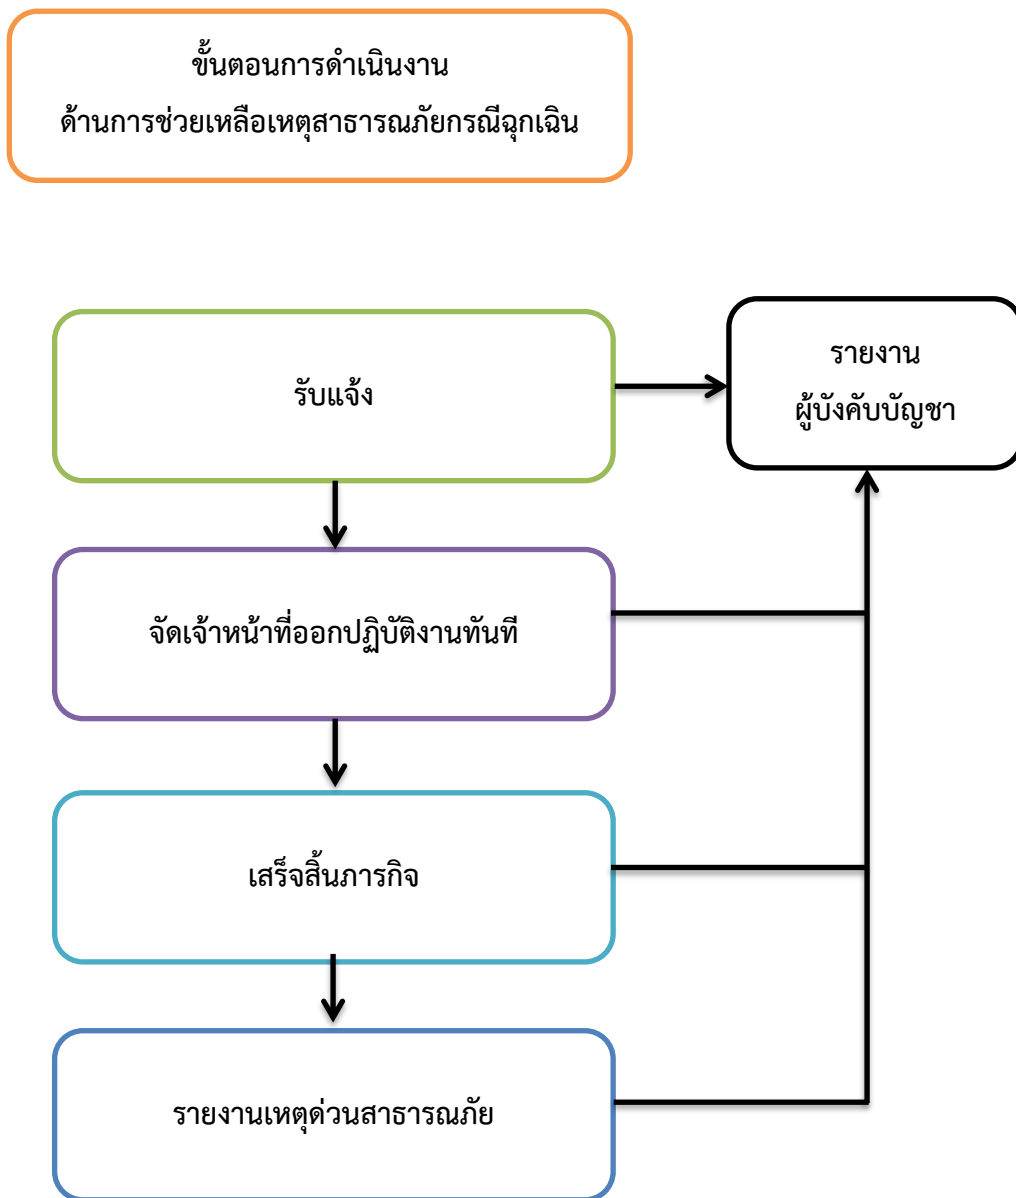 ขั้นตอนการดำเนินงาน
ด้านการช่วยเหลือเหตุสาธารณภัยกรณีฉุกเฉิน
รับแจ้ง
รายงาน
ผู้บังคับบัญชา
จัดเจ้าหน้าที่ออกปฏิบัติงานทันที
เสร็จสิ้นภารกิจ
รายงานเหตุด่วนสาธารณภัย